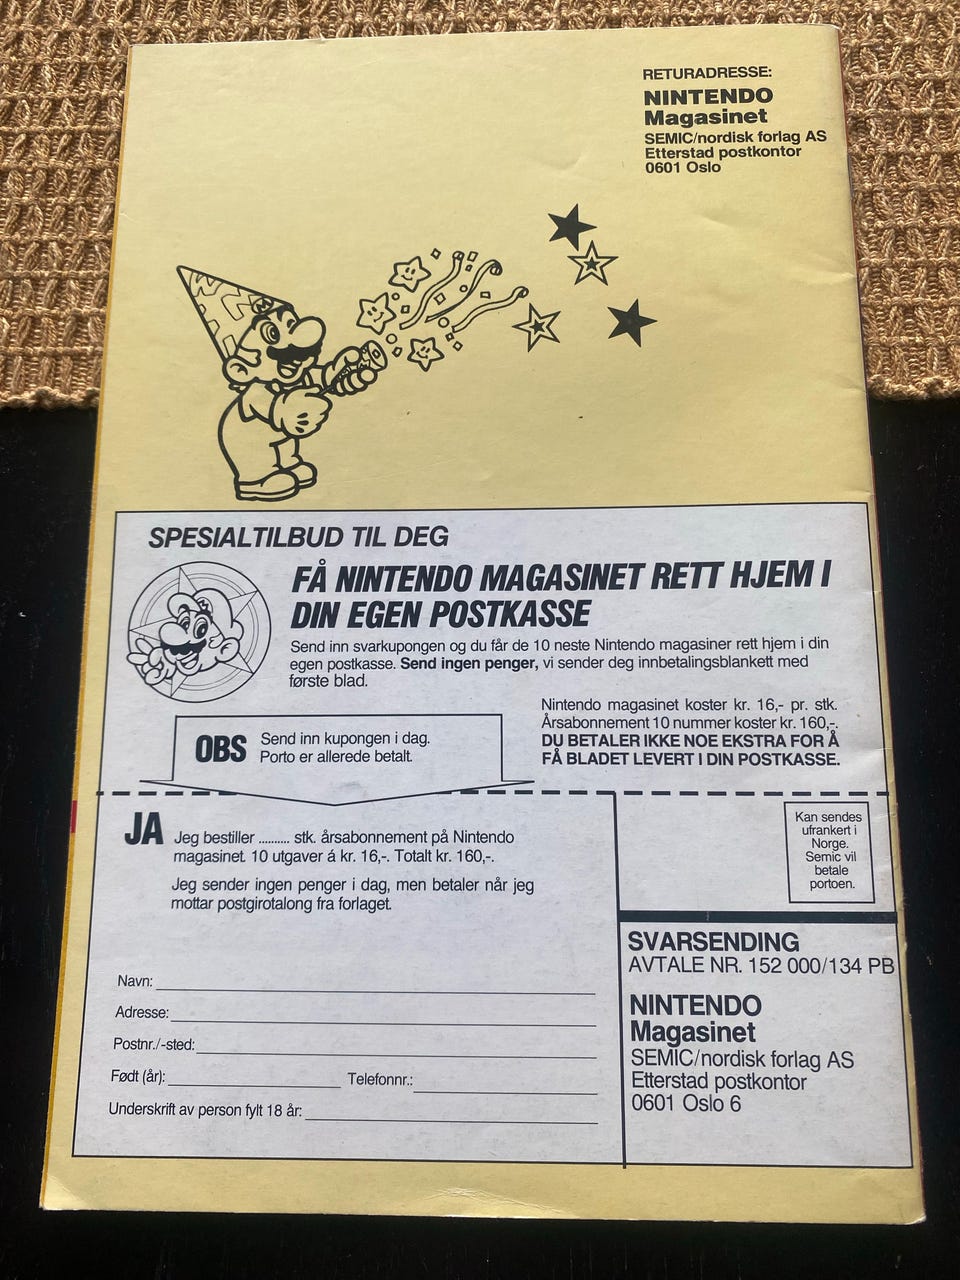 RETURADRESSE:
NINTENDO
Magasinet
SEMIC/nordisk forlag AS
Etterstad postkontor
0601 Oslo
SPESIALTILBUD TIL DEG
FÅ NINTENDO MAGASINET RETT HJEM I
DIN EGEN POSTKASSE
Send inn svarkupongen og du får de 10 neste Nintendo magasiner rett hjem i din
egen postkasse. Send ingen penger, vi sender deg innbetalingsblankett med
første blad.
Nintendo magasinet koster kr. 16,- pr. stk.
Årsabonnement 10 nummer koster kr. 160,-.
DU BETALER IKKE NOE EKSTRA FOR Å
FÅ BLADET LEVERT I DIN POSTKASSE.
OBS
Send inn kupongen i dag.
Porto er allerede betalt.
JA
Jeg bestiller .......... stk. årsabonnement på Nintendo
magasinet. 10 utgaver á kr. 16,-. Totalt kr. 160,-.
Jeg sender ingen penger i dag, men betaler når jeg
mottar postgirotalong fra forlaget.
Navn:
Adresse:
Postnr./-sted:
Født (år):
Telefonnr.:
Underskrift av person fylt 18 år:
Kan sendes
ufrankert i
Norge.
Semic vil
betale
portoen.
SVARSENDING
AVTALE NR. 152 000/134 PB
NINTENDO
Magasinet
SEMIC/nordisk forlag AS
Etterstad postkontor
0601 Oslo 6